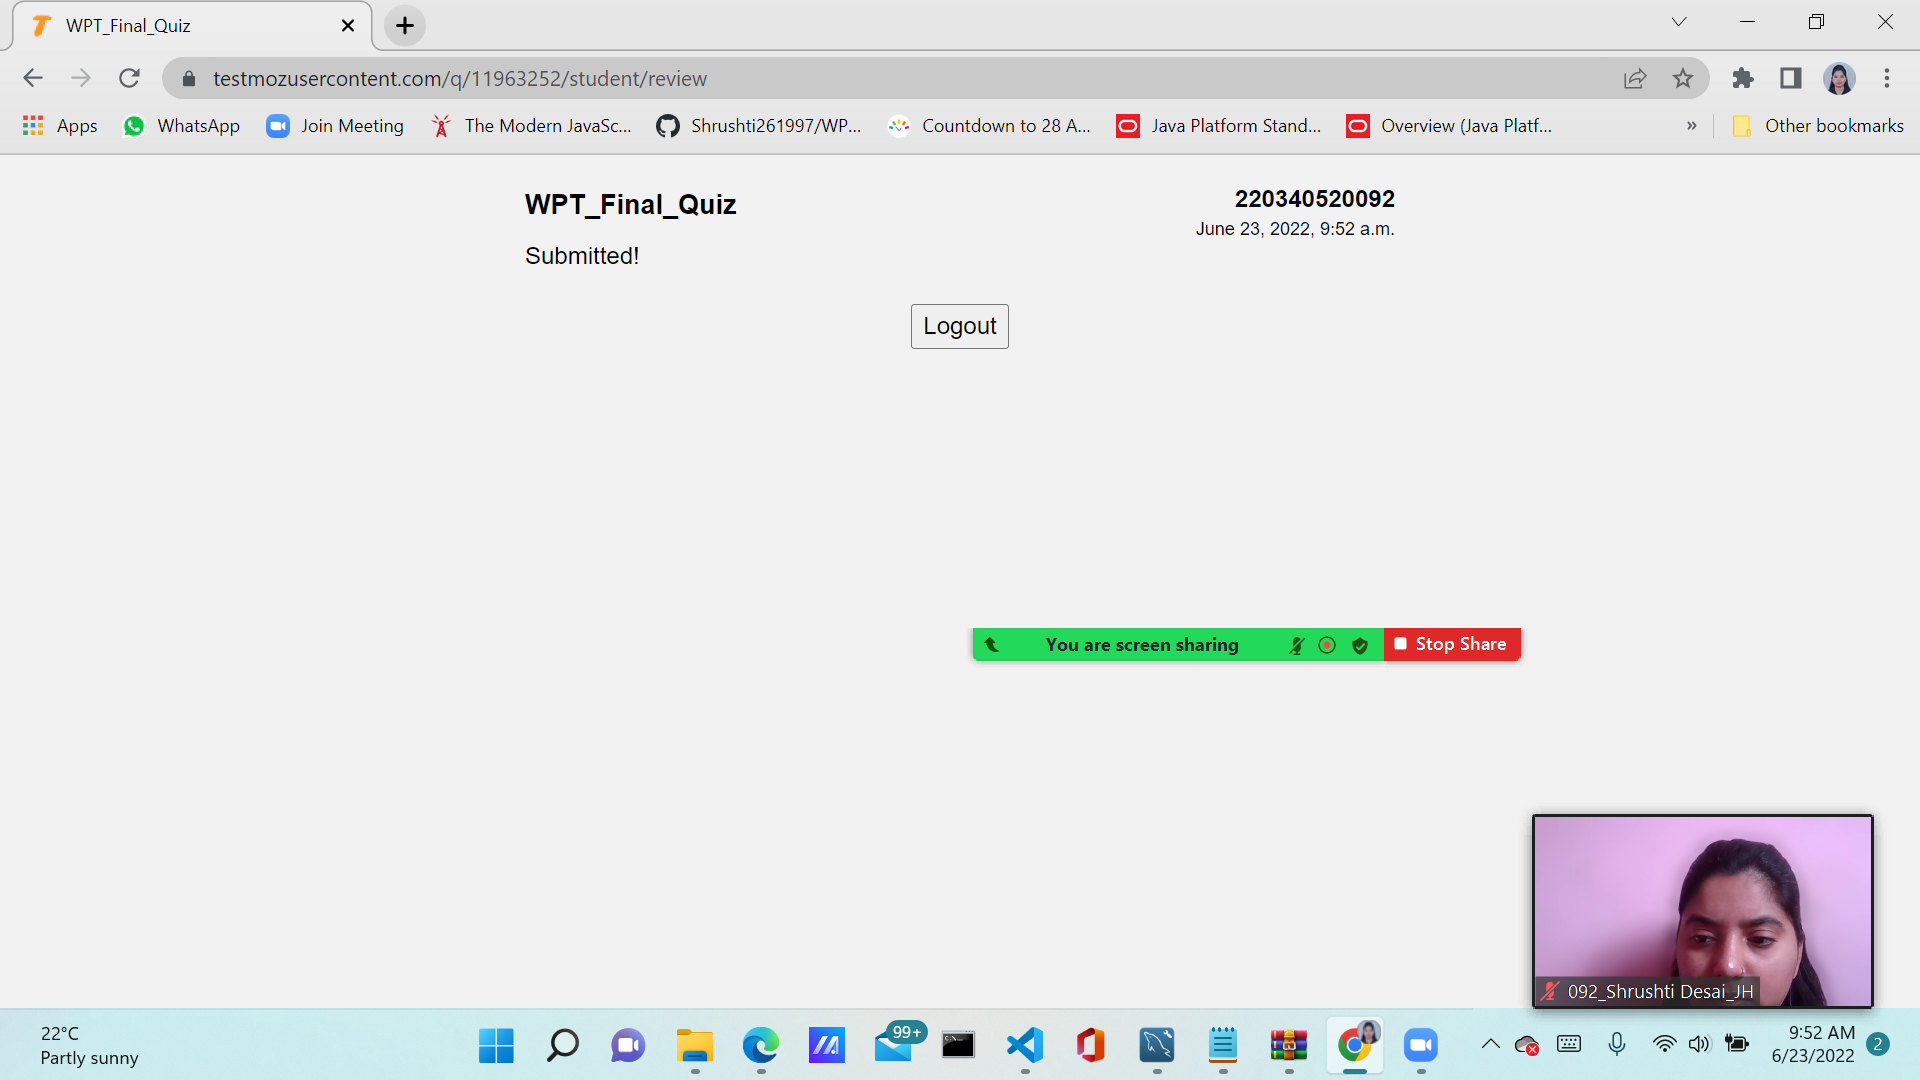 WPT_Final_Quiz
testmozusercontent.com/q/11963252/student/review
Apps
WhatsApp
Join Meeting
The Modern JavaSc...
Shrushti261997/WP...
Countdown to 28 A...
Java Platform Stand...
Overview (Java Platf...
»
Other bookmarks
WPT_Final_Quiz
220340520092
June 23, 2022, 9:52 a.m.
Submitted!
Logout
You are screen sharing
Stop Share
092_Shrushti Desai_JH
22°C
Partly sunny
99+
9:52 AM
6/23/2022
2